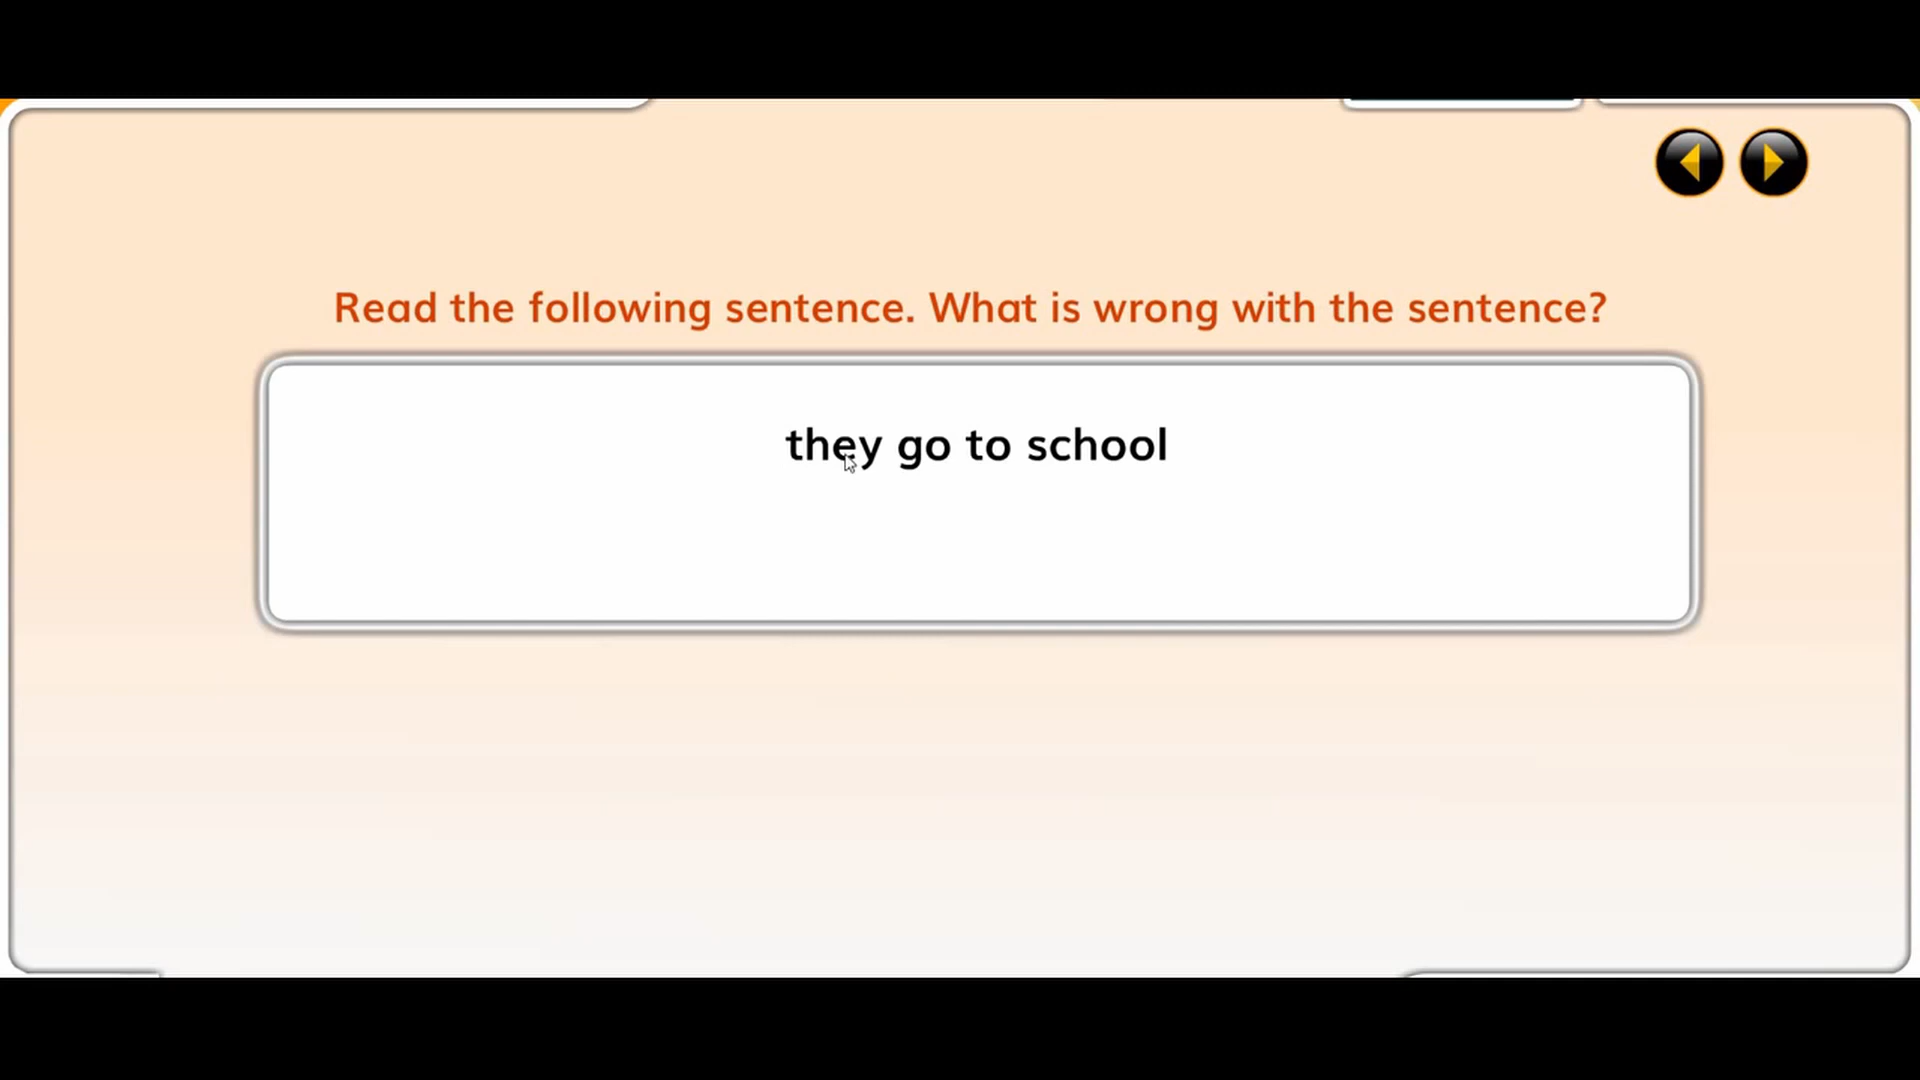 Read the following sentence. What is wrong with the sentence?
they go to school